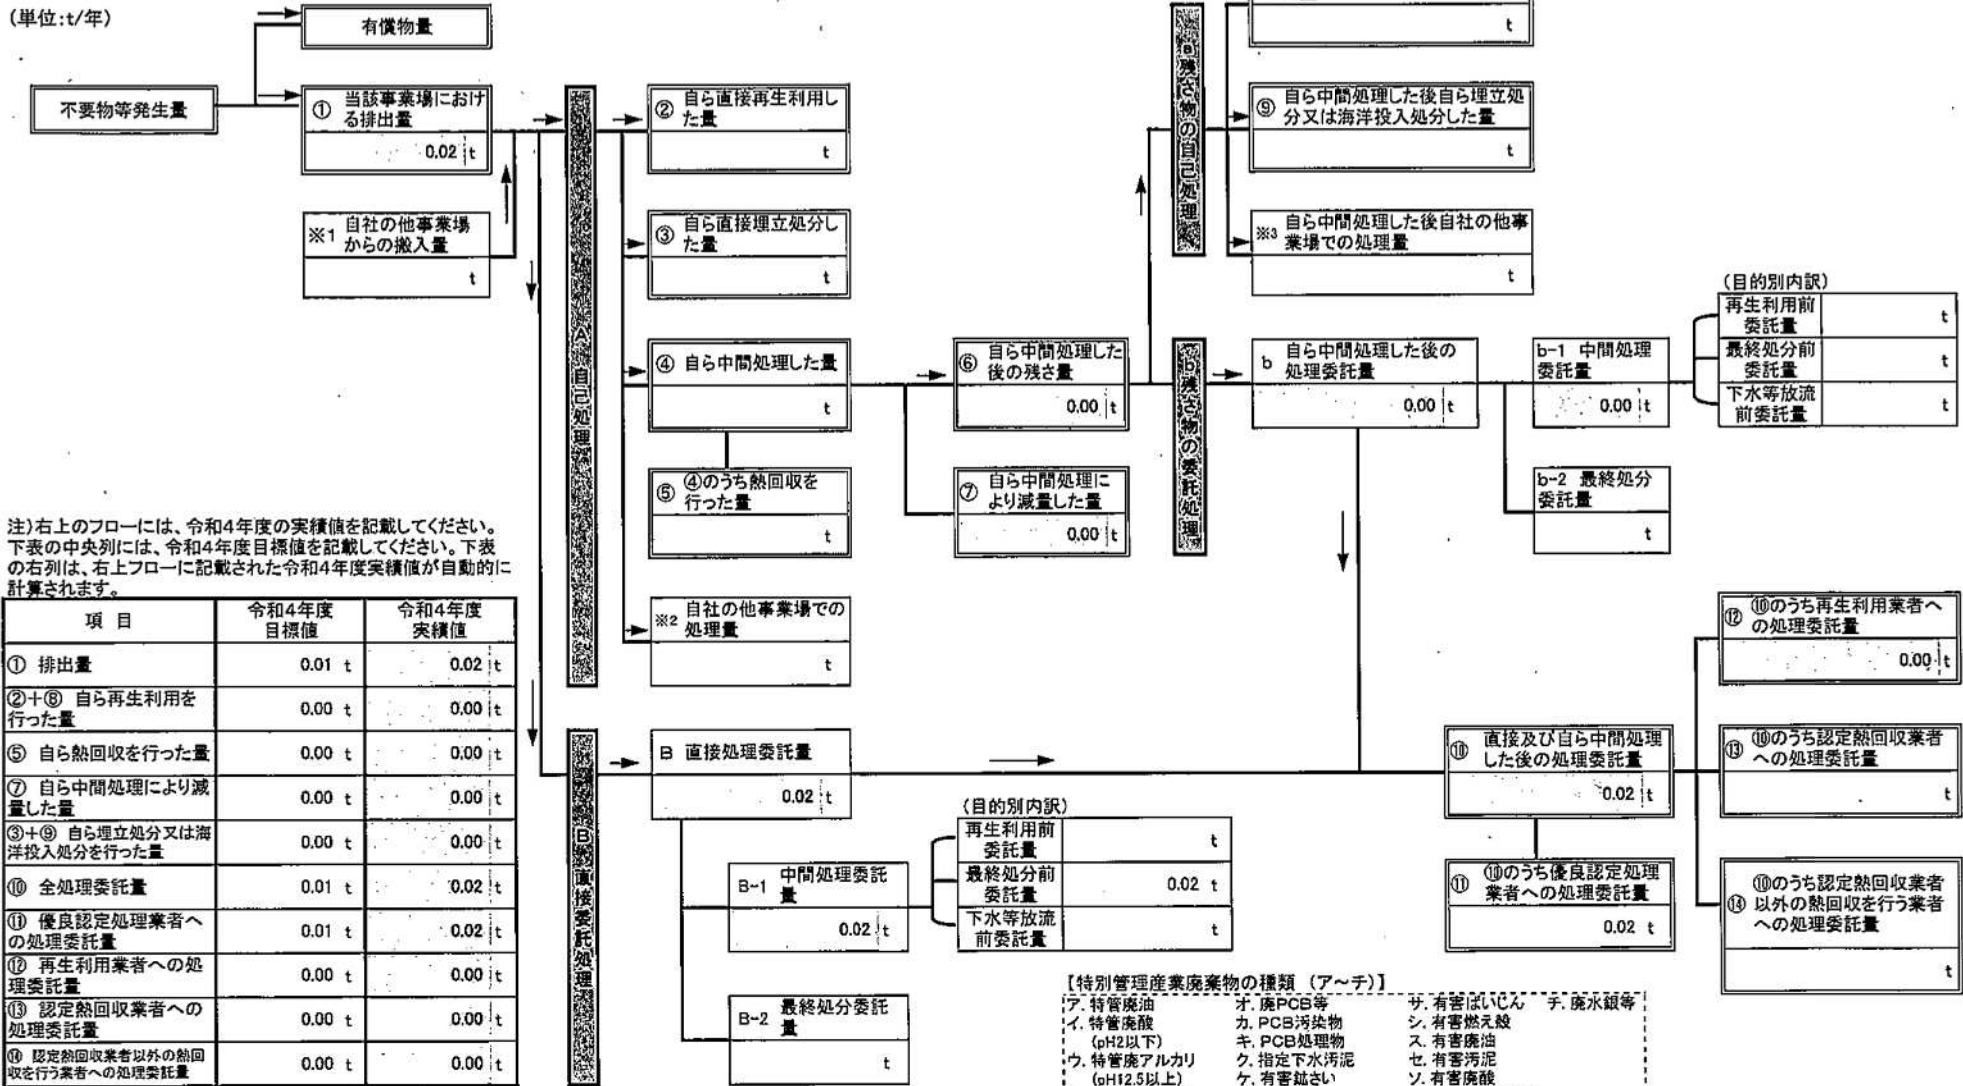 (単位:t/年)
有償物量
不要物等発生量
① 当該事業場におけ
る排出量
0.02 t
※1 自社の他事業場
からの搬入量
t
A 自己処理
② 自ら直接再生利用し
た量
t
③ 自ら直接埋立処分し
た量
t
④ 自ら中間処理した量
t
⑤ ④のうち熱回収を
行った量
t
※2 自社の他事業場での
処理量
t
⑥ 自ら中間処理した
後の残さ量
0.00 t
⑦ 自ら中間処理に
より減量した量
0.00 t
a 残さ物の自己処理
t
⑨ 自ら中間処理した後自ら埋立処
分又は海洋投入処分した量
t
※3 自ら中間処理した後自社の他事
業場での処理量
t
b 残さ物の委託処理
b 自ら中間処理した後の
処理委託量
0.00 t
b-1 中間処理
委託量
0.00 t
(目的別内訳)
再生利用前
委託量 t
最終処分前
委託量 t
下水等放流
前委託量 t
b-2 最終処分
委託量
t
注)右上のフローには、令和4年度の実績値を記載してください。
下表の中央列には、令和4年度目標値を記載してください。下表
の右列は、右上フローに記載された令和4年度実績値が自動的に
計算されます。
項 目 令和4年度
目標値 令和4年度
実績値
① 排出量 0.01 t 0.02 t
②+⑧ 自ら再生利用を
行った量 0.00 t 0.00 t
⑤ 自ら熱回収を行った量 0.00 t 0.00 t
⑦ 自ら中間処理により減
量した量 0.00 t 0.00 t
③+⑨ 自ら埋立処分又は海
洋投入処分を行った量 0.00 t 0.00 t
⑩ 全処理委託量 0.01 t 0.02 t
⑪ 優良認定処理業者へ
の処理委託量 0.01 t 0.02 t
⑫ 再生利用業者への処
理委託量 0.00 t 0.00 t
⑬ 認定熱回収業者への
処理委託量 0.00 t 0.00 t
⑭ 認定熱回収業者以外の熱回
収を行う業者への処理委託量 0.00 t 0.00 t
B 直接委託処理
B 直接処理委託量
0.02 t
B-1 中間処理委託
量
0.02 t
(目的別内訳)
再生利用前
委託量 t
最終処分前
委託量 0.02 t
下水等放流
前委託量 t
B-2 最終処分委託
量
t
⑩ 直接及び自ら中間処理
した後の処理委託量
0.02 t
⑪ ⑩のうち優良認定処理
業者への処理委託量
0.02 t
⑫ ⑩のうち再生利用業者へ
の処理委託量
0.00 t
⑬ ⑩のうち認定熱回収業者
への処理委託量
t
⑭ ⑩のうち認定熱回収業者
以外の熱回収を行う業者
への処理委託量
t
【特別管理産業廃棄物の種類 (ア~チ)】
ア. 特管廃油 オ. 廃PCB等 サ. 有害ばいじん チ. 廃水銀等
イ. 特管廃酸 カ. PCB汚染物 シ. 有害燃え殻
(pH2以下) キ. PCB処理物 ス. 有害廃油
ウ. 特管廃アルカリ ク. 指定下水汚泥 セ. 有害汚泥
(pH12.5以上) ケ. 有害鉱さい ソ. 有害廃酸